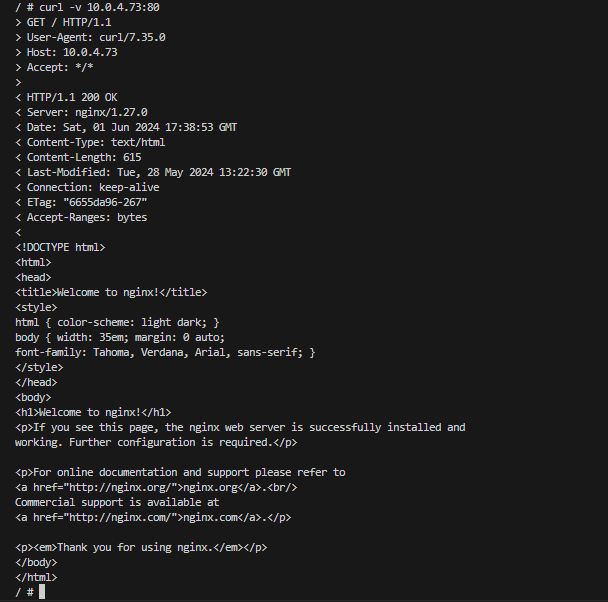 / # curl -v 10.0.4.73:80
> GET / HTTP/1.1
> User-Agent: curl/7.35.0
> Host: 10.0.4.73
> Accept: */*
>
< HTTP/1.1 200 OK
< Server: nginx/1.27.0
< Date: Sat, 01 Jun 2024 17:38:53 GMT
< Content-Type: text/html
< Content-Length: 615
< Last-Modified: Tue, 28 May 2024 13:22:30 GMT
< Connection: keep-alive
< ETag: "6655da96-267"
< Accept-Ranges: bytes
<
<!DOCTYPE html>
<html>
<head>
<title>Welcome to nginx!</title>
<style>
html { color-scheme: light dark; }
body { width: 35em; margin: 0 auto;
font-family: Tahoma, Verdana, Arial, sans-serif; }
</style>
</head>
<body>
<h1>Welcome to nginx!</h1>
<p>If you see this page, the nginx web server is successfully installed and
working. Further configuration is required.</p>

<p>For online documentation and support please refer to
<a href="http://nginx.org/">nginx.org</a>.<br/>
Commercial support is available at
<a href="http://nginx.com/">nginx.com</a>.</p>

<p><em>Thank you for using nginx.</em></p>
</body>
</html>
/ #